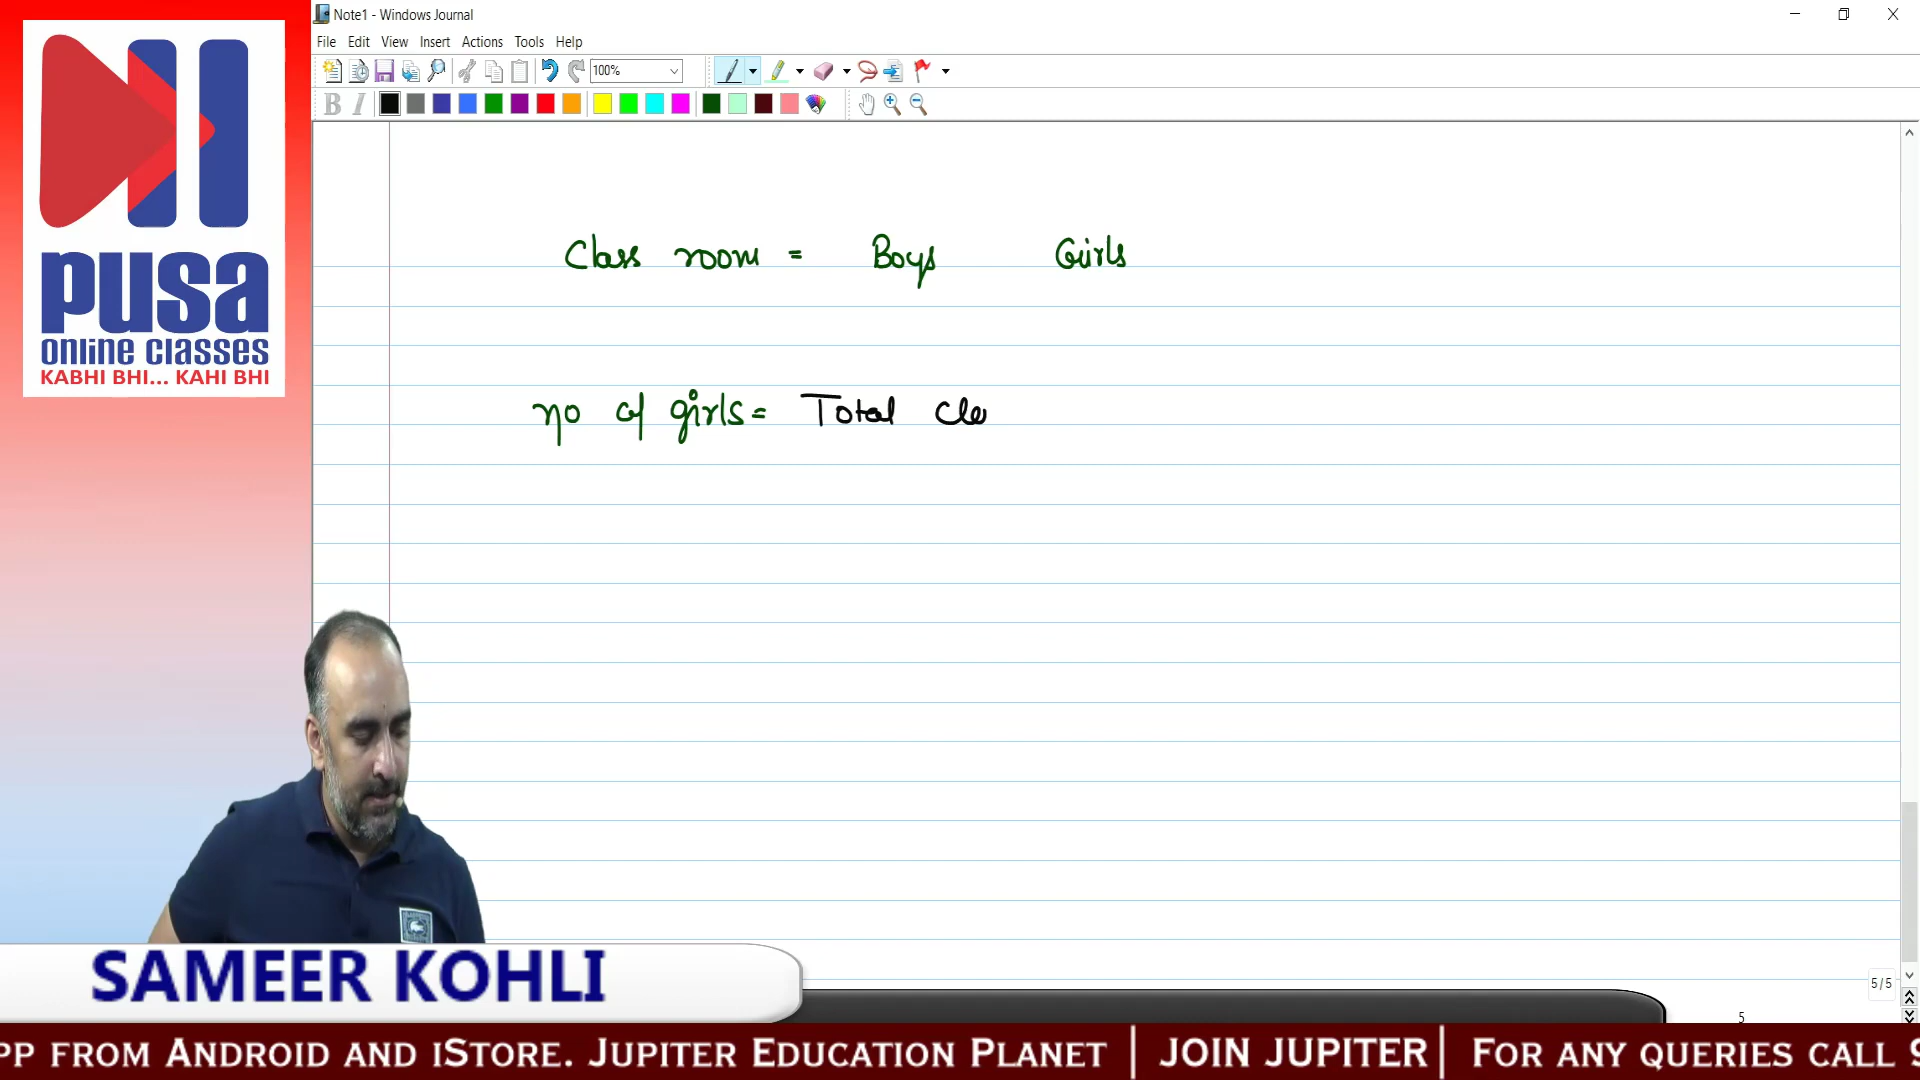 Note1 - Windows Journal
File Edit View Insert Actions Tools Help
100%
B I
PUSA
online classes
KABHI BHI... KAHI BHI
Class room = Boys Girls
no of girls= Total Cla
5/5
5
SAMEER KOHLI
PP FROM ANDROID AND iSTORE. JUPITER EDUCATION PLANET | JOIN JUPITER| FOR ANY QUERIES CALL 9